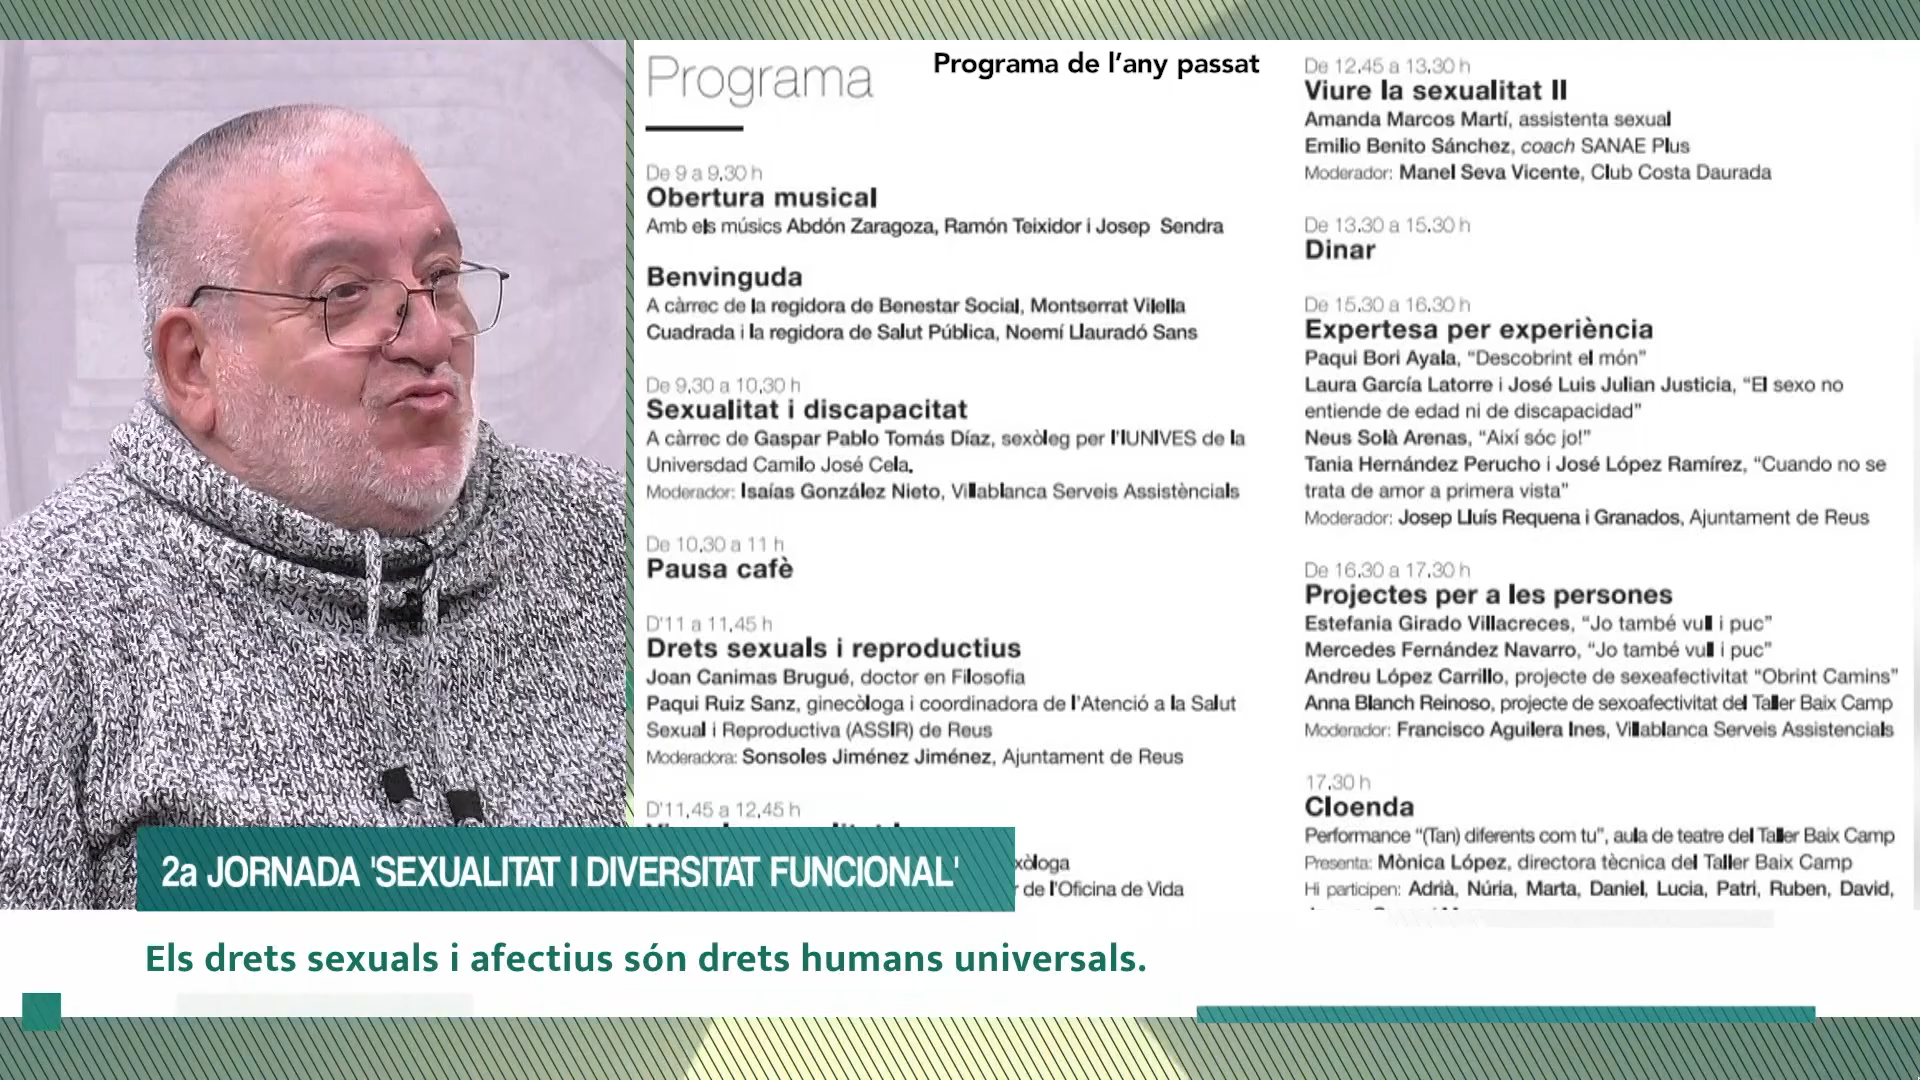 Programa
Programa de l’any passat
De 9 a 9.30 h
Obertura musical
Amb els músics Abdón Zaragoza, Ramón Teixidor i Josep Sendra
Benvinguda
A càrrec de la regidora de Benestar Social, Montserrat Vilella
Cuadrada i la regidora de Salut Pública, Noemí Llauradó Sans
De 9.30 a 10.30 h
Sexualitat i discapacitat
A càrrec de Gaspar Pablo Tomás Díaz, sexòleg per l'IUNIVES de la
Universdad Camilo José Cela.
Moderador: Isaías González Nieto, Villablanca Serveis Assistèncials
De 10.30 a 11 h
Pausa cafè
D'11 a 11.45 h
Drets sexuals i reproductius
Joan Canimas Brugué, doctor en Filosofia
Paqui Ruiz Sanz, ginecòloga i coordinadora de l'Atenció a la Salut
Sexual i Reproductiva (ASSIR) de Reus
Moderadora: Sonsoles Jiménez Jiménez, Ajuntament de Reus
D'11.45 a 12.45 h
de l'Oficina de Vida
De 12.45 a 13.30 h
Viure la sexualitat II
Amanda Marcos Martí, assistenta sexual
Emilio Benito Sánchez, coach SANAE Plus
Moderador: Manel Seva Vicente, Club Costa Daurada
De 13.30 a 15.30 h
Dinar
De 15.30 a 16.30 h
Expertesa per experiència
Paqui Bori Ayala, “Descobrint el món”
Laura García Latorre i José Luis Julian Justicia, “El sexo no
entiende de edad ni de discapacidad”
Neus Solà Arenas, “Així sóc jo!”
Tania Hernández Perucho i José López Ramírez, “Cuando no se
trata de amor a primera vista”
Moderador: Josep Lluís Requena i Granados, Ajuntament de Reus
De 16.30 a 17.30 h
Projectes per a les persones
Estefania Girado Villacreces, “Jo també vull i puc”
Mercedes Fernández Navarro, “Jo també vull i puc”
Andreu López Carrillo, projecte de sexeafectivitat “Obrint Camins”
Anna Blanch Reinoso, projecte de sexoafectivitat del Taller Baix Camp
Moderador: Francisco Aguilera Ines, Villablanca Serveis Assistencials
17.30 h
Cloenda
Performance “(Tan) diferents com tu”, aula de teatre del Taller Baix Camp
Presenta: Mònica López, directora tècnica del Taller Baix Camp
Hi participen: Adrià, Núria, Marta, Daniel, Lucia, Patri, Ruben, David,
2a JORNADA 'SEXUALITAT I DIVERSITAT FUNCIONAL'
Els drets sexuals i afectius són drets humans universals.